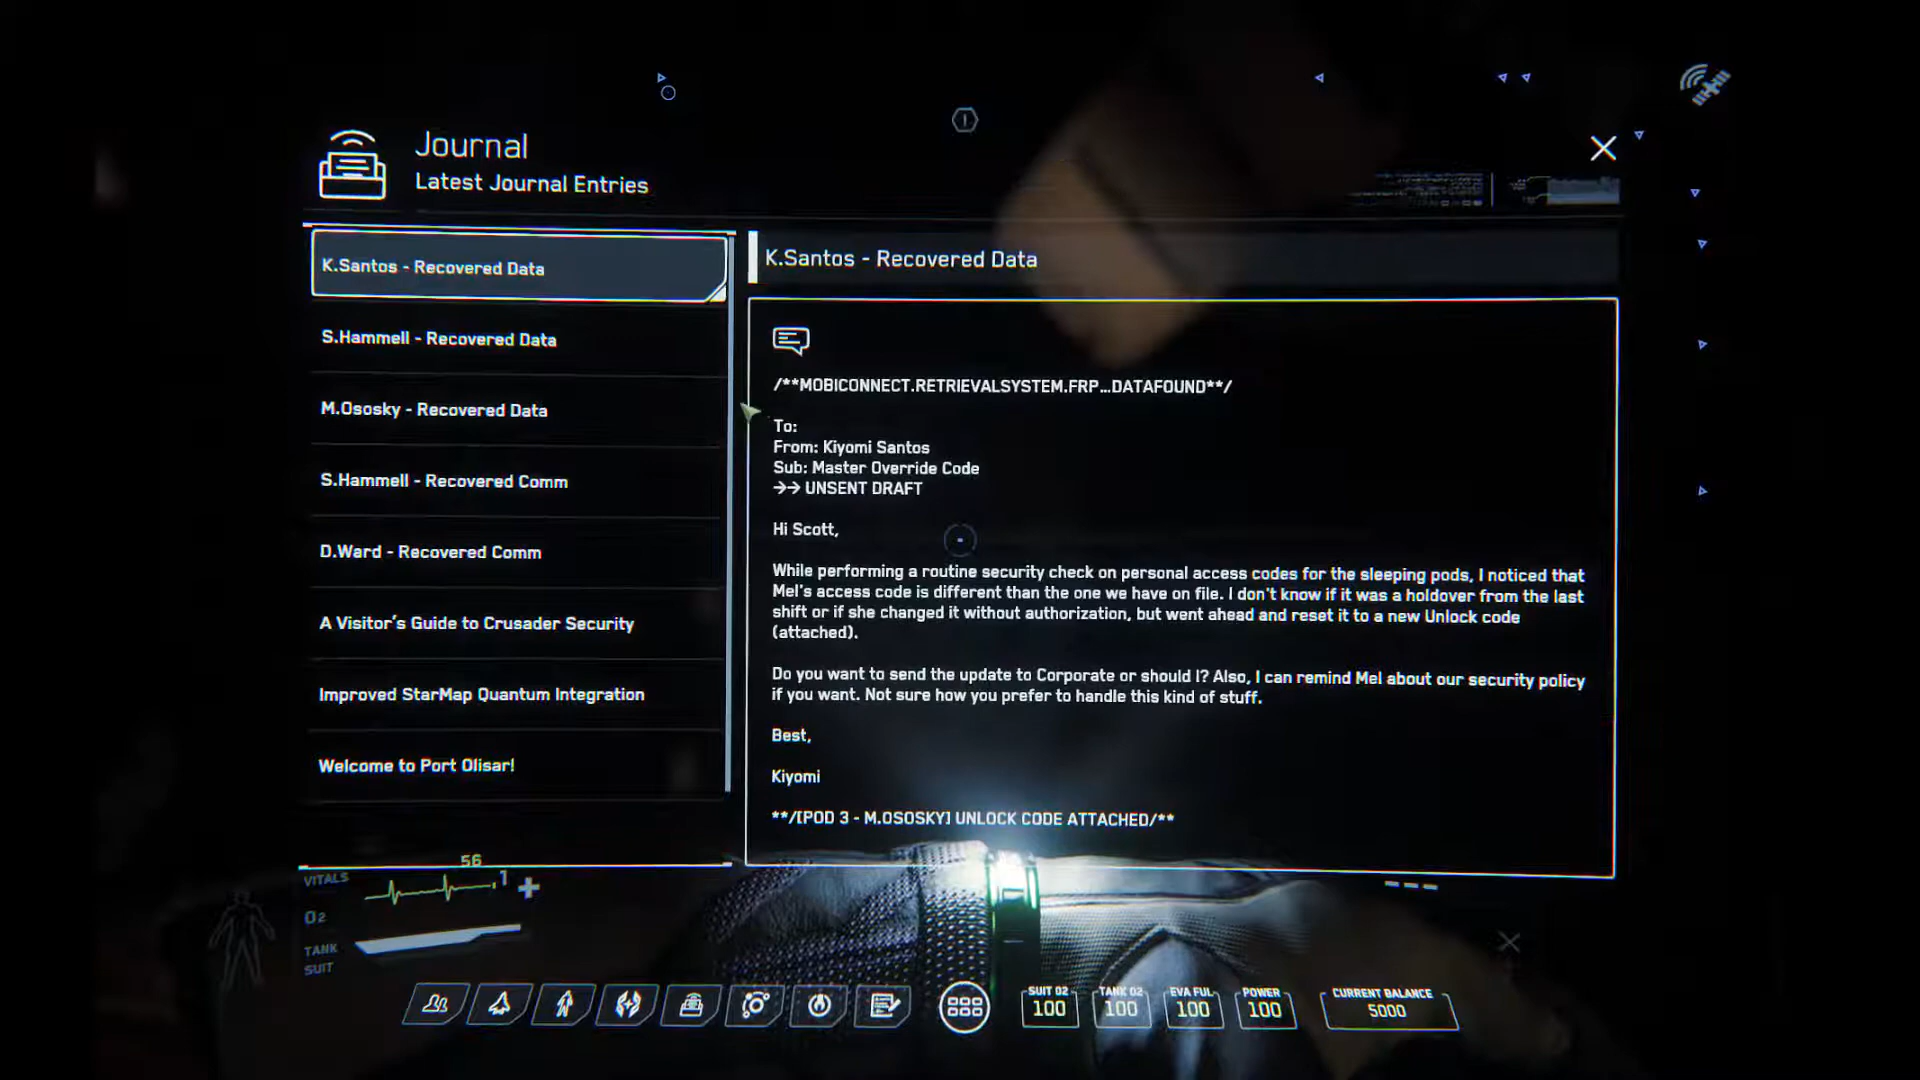 Journal
Latest Journal Entries
K.Santos - Recovered Data
S.Hammell - Recovered Data
M.Ososky - Recovered Data
S.Hammell - Recovered Comm
D.Ward - Recovered Comm
A Visitor's Guide to Crusader Security
Improved StarMap Quantum Integration
Welcome to Port Olisar!
K.Santos - Recovered Data
/**MOBICONNECT.RETRIEVALSYSTEM.FRP...DATAFOUND**/
To:
From: Kiyomi Santos
Sub: Master Override Code
→→ UNSENT DRAFT
Hi Scott,
While performing a routine security check on personal access codes for the sleeping pods, I noticed that
Mel's access code is different than the one we have on file. I don't know if it was a holdover from the last
shift or if she changed it without authorization, but went ahead and reset it to a new Unlock code
(attached).
Do you want to send the update to Corporate or should I? Also, I can remind Mel about our security policy
if you want. Not sure how you prefer to handle this kind of stuff.
Best,
Kiyomi
**/[POD 3 - M.OSOSKY] UNLOCK CODE ATTACHED/**
56
VITALS
1
O2
TANK
SUIT
SUIT O2
100
TANK O2
100
EVA FUL
100
POWER
100
CURRENT BALANCE
5000